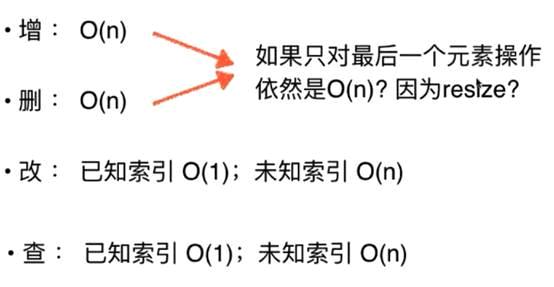 • 增： O(n)
如果只对最后一个元素操作
依然是O(n)? 因为resize?
• 删： O(n)
• 改： 已知索引 O(1)；未知索引 O(n)
• 查： 已知索引 O(1)；未知索引 O(n)